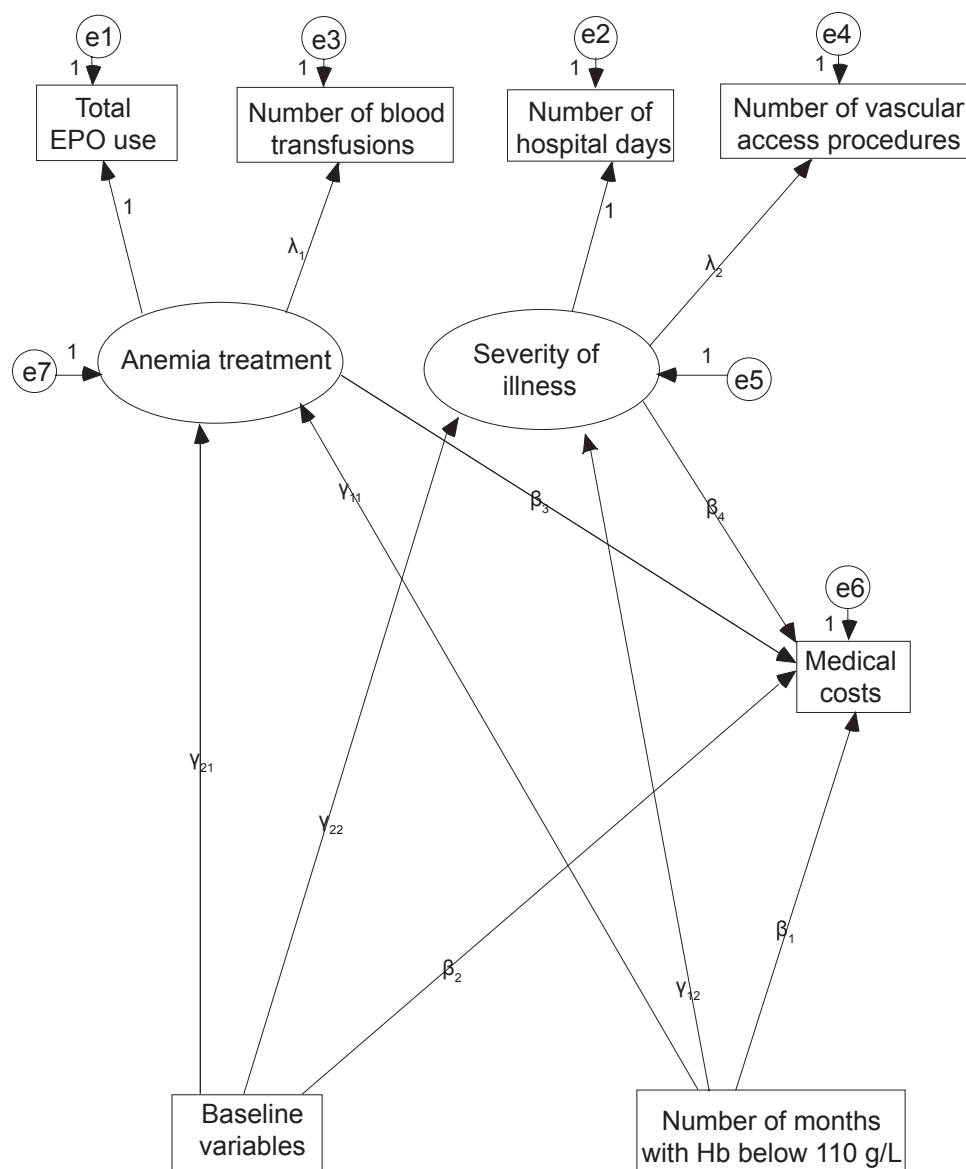 e1
e3
e2
e4
1
1
1
1
Total
EPO use
Number of blood
transfusions
Number of
hospital days
Number of vascular
access procedures
1
λ1
1
λ2
e7
1
Anemia treatment
Severity of
illness
1
e5
γ11
β3
β4
e6
1
Medical
costs
γ21
γ22
β2
γ12
β1
Baseline
variables
Number of months
with Hb below 110 g/L